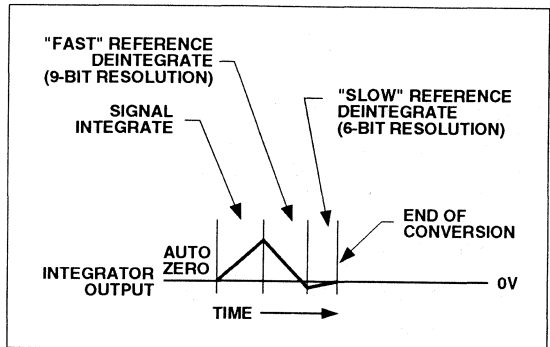 "FAST" REFERENCE
DEINTEGRATE
(9-BIT RESOLUTION)
SIGNAL
INTEGRATE
"SLOW" REFERENCE
DEINTEGRATE
(6-BIT RESOLUTION)
END OF
CONVERSION
AUTO
ZERO
INTEGRATOR
OUTPUT
0V
TIME